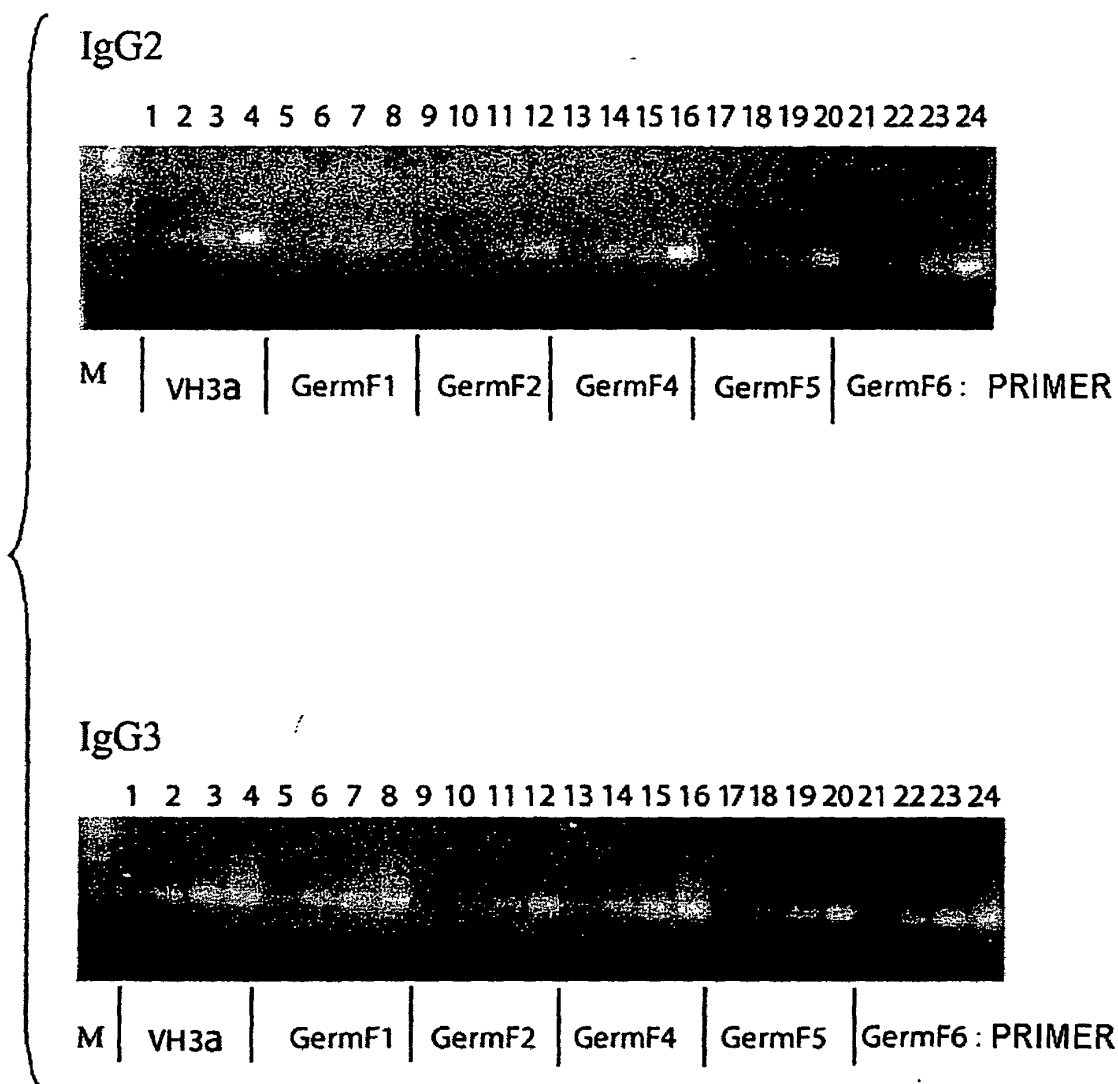 IgG2
1 2 3 4 5 6 7 8 9 10 11 12 13 14 15 16 17 18 19 20 21 22 23 24
M VH3a GermF1 GermF2 GermF4 GermF5 GermF6 : PRIMER
IgG3
1 2 3 4 5 6 7 8 9 10 11 12 13 14 15 16 17 18 19 20 21 22 23 24
M VH3a GermF1 GermF2 GermF4 GermF5 GermF6 : PRIMER